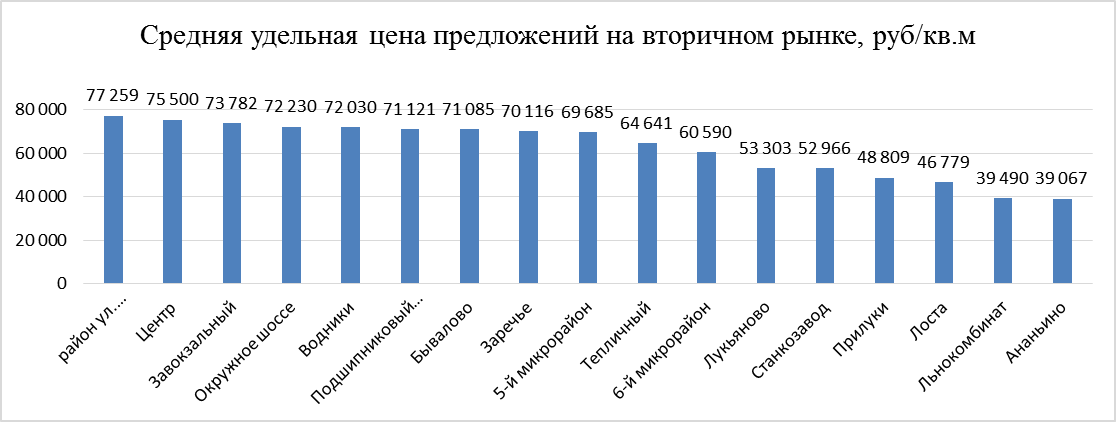 Средняя удельная цена предложений на вторичном рынке, руб/кв.м
77 259
75 500
73 782
72 230
72 030
71 121
71 085
70 116
69 685
64 641
60 590
53 303
52 966
48 809
46 779
39 490
39 067
80 000
60 000
40 000
20 000
0
район ул....
Центр
Завокзальный
Окружное шоссе
Водники
Подшипниковый...
Бывалово
Заречье
5-й микрорайон
Тепличный
6-й микрорайон
Лукьяново
Станкозавод
Прилуки
Лоста
Льнокомбинат
Ананьино